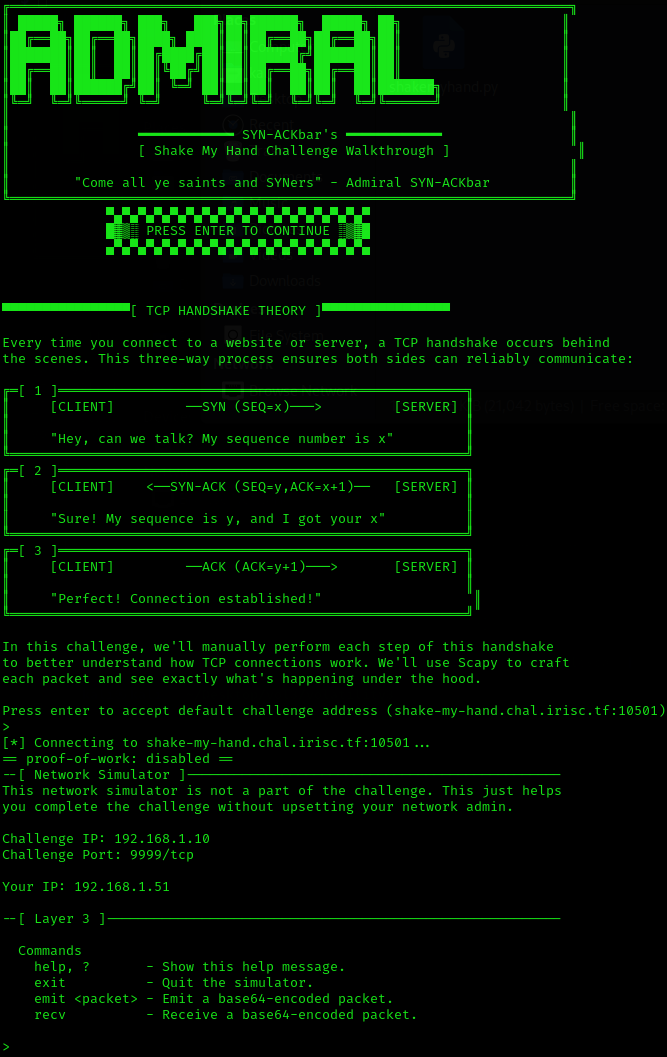 ADMIRAL
SYN-ACKbar's
[ Shake My Hand Challenge Walkthrough ]
"Come all ye saints and SYNers" - Admiral SYN-ACKbar
PRESS ENTER TO CONTINUE
Downloads
[ TCP HANDSHAKE THEORY ]
Every time you connect to a website or server, a TCP handshake occurs behind
the scenes. This three-way process ensures both sides can reliably communicate:
[ 1 ]
[CLIENT] ──SYN (SEQ=x)───> [SERVER]
"Hey, can we talk? My sequence number is x"
[ 2 ]
[CLIENT] <──SYN-ACK (SEQ=y,ACK=x+1)── [SERVER]
"Sure! My sequence is y, and I got your x"
[ 3 ]
[CLIENT] ──ACK (ACK=y+1)───> [SERVER]
"Perfect! Connection established!"
In this challenge, we'll manually perform each step of this handshake
to better understand how TCP connections work. We'll use Scapy to craft
each packet and see exactly what's happening under the hood.
Press enter to accept default challenge address (shake-my-hand.chal.irisc.tf:10501)
>
[*] Connecting to shake-my-hand.chal.irisc.tf:10501...
== proof-of-work: disabled ==
--[ Network Simulator ]-----------------------------------------------
This network simulator is not a part of the challenge. This just helps
you complete the challenge without upsetting your network admin.
Challenge IP: 192.168.1.10
Challenge Port: 9999/tcp
Your IP: 192.168.1.51
--[ Layer 3 ]---------------------------------------------------------
Commands
help, ? - Show this help message.
exit - Quit the simulator.
emit <packet> - Emit a base64-encoded packet.
recv - Receive a base64-encoded packet.
>